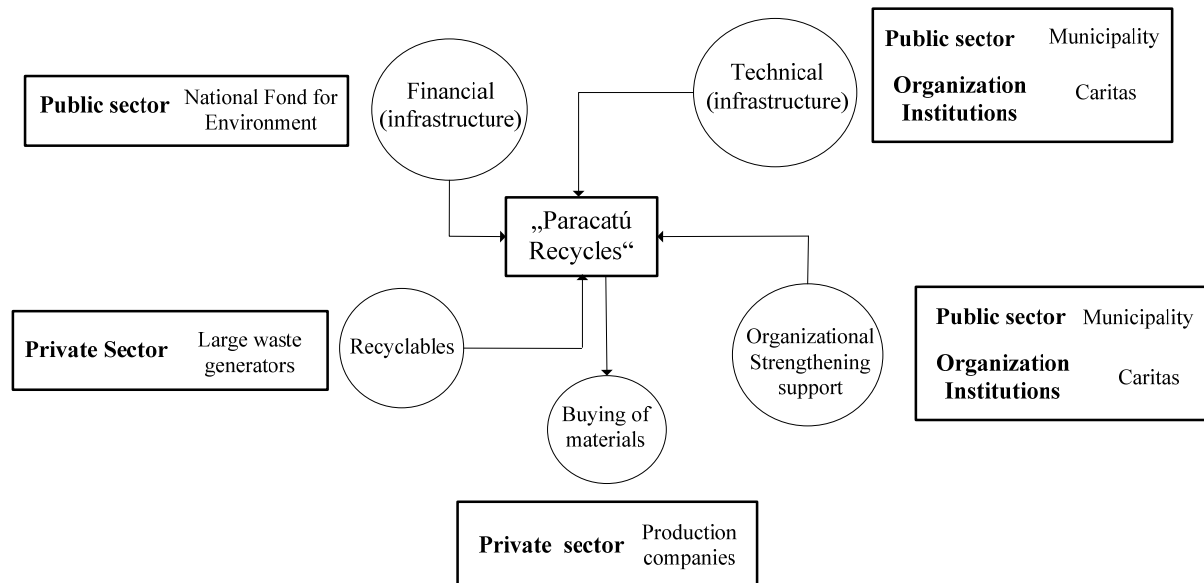 Public sector National Fond for
Environment
Financial
(infrastructure)
Technical
(infrastructure)
Public sector Municipality
Organization
Institutions Caritas
„Paracatú
Recycles“
Private Sector Large waste
generators
Recyclables
Buying of
materials
Organizational
Strengthening
support
Public sector Municipality
Organization
Institutions Caritas
Private sector Production
companies